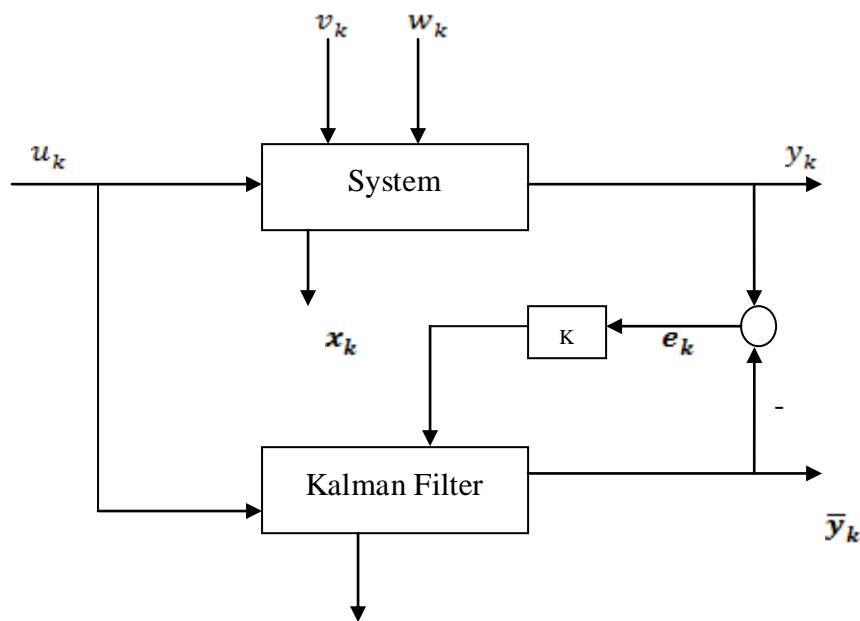 v_k w_k
u_k
System
y_k
K
e_k
x_k
-
Kalman Filter
ȳ_k